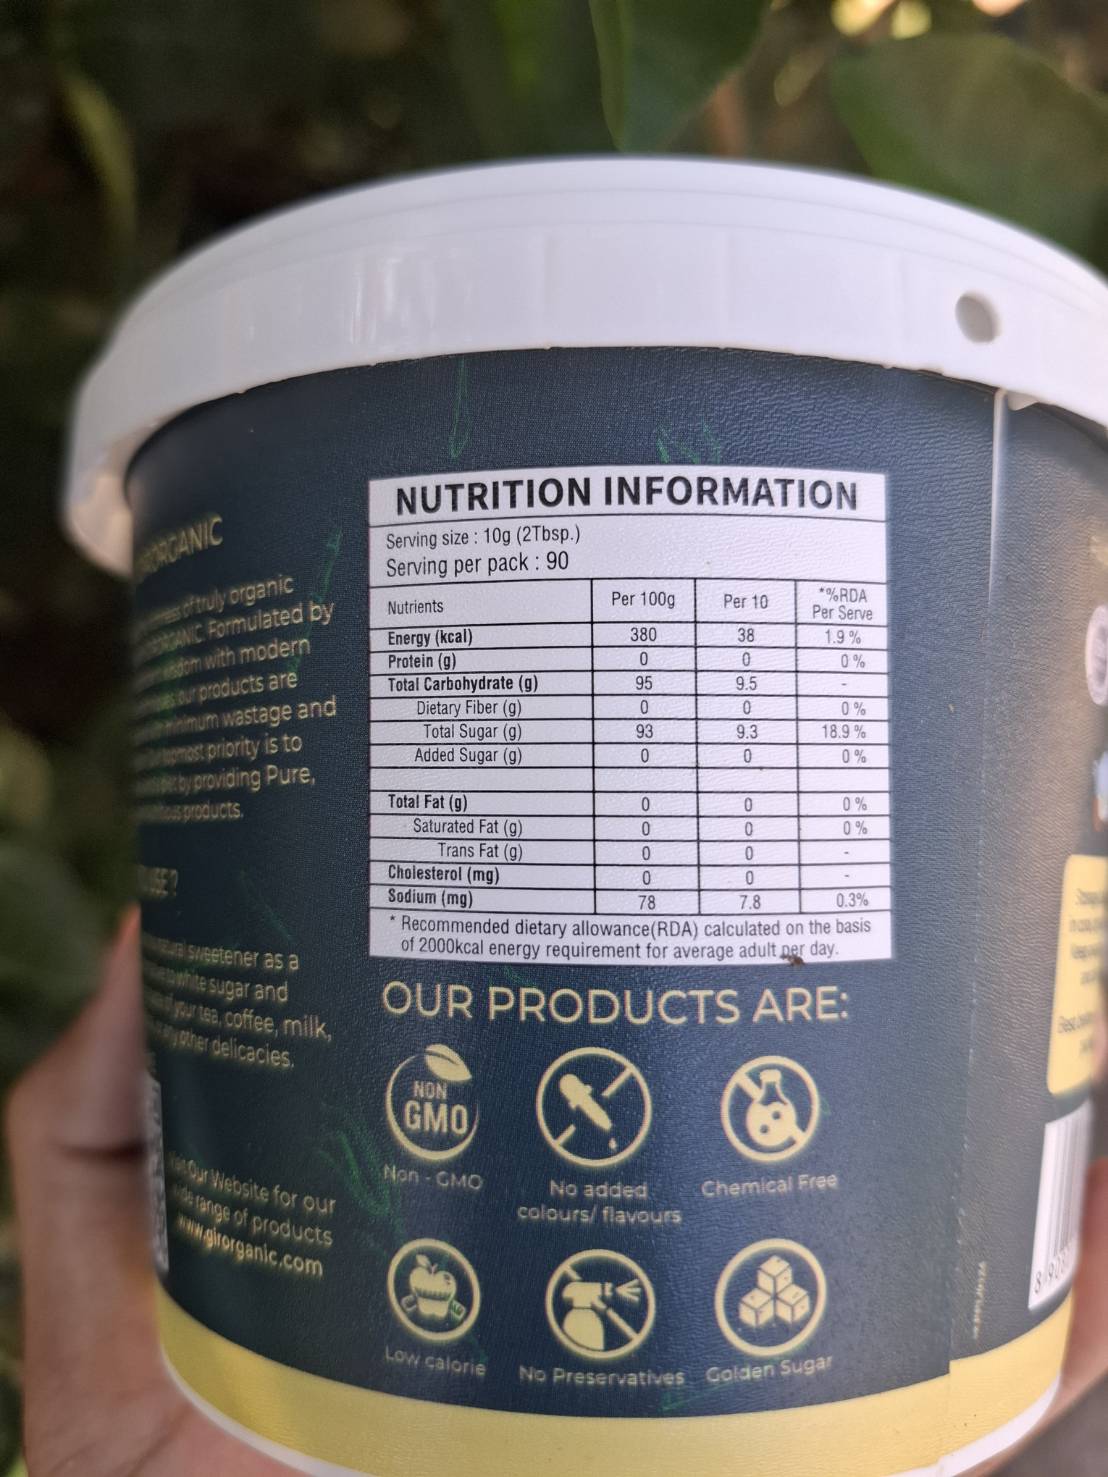 ORGANIC
of truly organic
Formulated by
with modern
our products are
minimum wastage and
priority is to
by providing Pure,
products.
USE?
sweetener as a
white sugar and
of your tea, coffee, milk,
any other delicacies.
Our Website for our
wide range of products
www.girorganic.com
NUTRITION INFORMATION
Serving size : 10g (2Tbsp.)
Serving per pack : 90
Nutrients Per 100g Per 10 *%RDA Per Serve
Energy (kcal) 380 38 1.9 %
Protein (g) 0 0 0 %
Total Carbohydrate (g) 95 9.5 -
Dietary Fiber (g) 0 0 0 %
Total Sugar (g) 93 9.3 18.9 %
Added Sugar (g) 0 0 0 %
Total Fat (g) 0 0 0 %
Saturated Fat (g) 0 0 0 %
Trans Fat (g) 0 0 -
Cholesterol (mg) 0 0 -
Sodium (mg) 78 7.8 0.3%
* Recommended dietary allowance(RDA) calculated on the basis
of 2000kcal energy requirement for average adult per day.
OUR PRODUCTS ARE:
NON
GMO
Non - GMO
No added
colours/ flavours
Chemical Free
Low calorie
No Preservatives
Golden Sugar